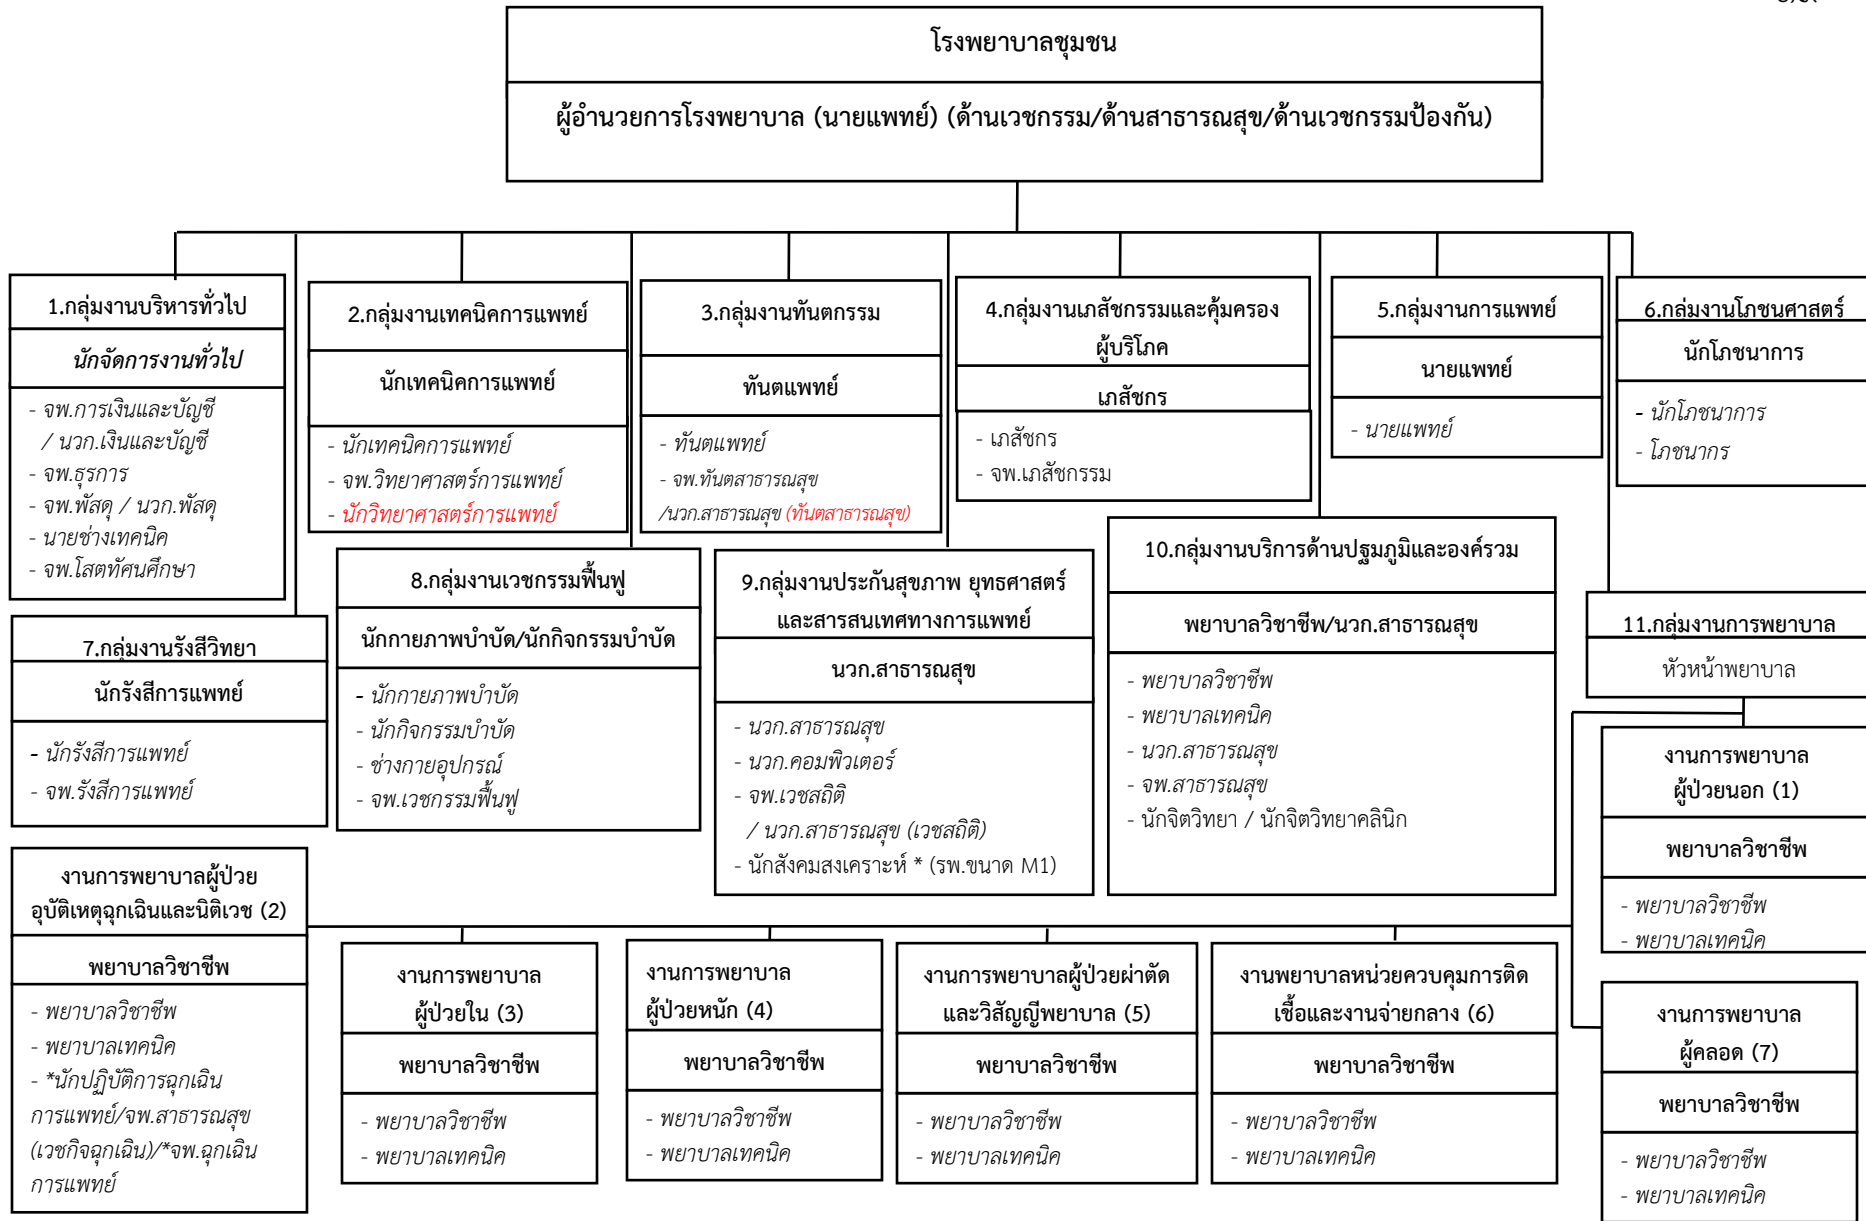 โรงพยาบาลชุมชน
ผู้อำนวยการโรงพยาบาล (นายแพทย์) (ด้านเวชกรรม/ด้านสาธารณสุข/ด้านเวชกรรมป้องกัน)
1.กลุ่มงานบริหารทั่วไป
นักจัดการงานทั่วไป
- จพ.การเงินและบัญชี
/ นวก.เงินและบัญชี
- จพ.ธุรการ
- จพ.พัสดุ / นวก.พัสดุ
- นายช่างเทคนิค
- จพ.โสตทัศนศึกษา
2.กลุ่มงานเทคนิคการแพทย์
นักเทคนิคการแพทย์
- นักเทคนิคการแพทย์
- จพ.วิทยาศาสตร์การแพทย์
- นักวิทยาศาสตร์การแพทย์
3.กลุ่มงานทันตกรรม
ทันตแพทย์
- ทันตแพทย์
- จพ.ทันตสาธารณสุข
/นวก.สาธารณสุข (ทันตสาธารณสุข)
4.กลุ่มงานเภสัชกรรมและคุ้มครอง
ผู้บริโภค
เภสัชกร
- เภสัชกร
- จพ.เภสัชกรรม
5.กลุ่มงานการแพทย์
นายแพทย์
- นายแพทย์
6.กลุ่มงานโภชนศาสตร์
นักโภชนาการ
- นักโภชนาการ
- โภชนากร
7.กลุ่มงานรังสีวิทยา
นักรังสีการแพทย์
- นักรังสีการแพทย์
- จพ.รังสีการแพทย์
8.กลุ่มงานเวชกรรมฟื้นฟู
นักกายภาพบำบัด/นักกิจกรรมบำบัด
- นักกายภาพบำบัด
- นักกิจกรรมบำบัด
- ช่างกายอุปกรณ์
- จพ.เวชกรรมฟื้นฟู
9.กลุ่มงานประกันสุขภาพ ยุทธศาสตร์
และสารสนเทศทางการแพทย์
นวก.สาธารณสุข
- นวก.สาธารณสุข
- นวก.คอมพิวเตอร์
- จพ.เวชสถิติ
/ นวก.สาธารณสุข (เวชสถิติ)
- นักสังคมสงเคราะห์ * (รพ.ขนาด M1)
10.กลุ่มงานบริการด้านปฐมภูมิและองค์รวม
พยาบาลวิชาชีพ/นวก.สาธารณสุข
- พยาบาลวิชาชีพ
- พยาบาลเทคนิค
- นวก.สาธารณสุข
- จพ.สาธารณสุข
- นักจิตวิทยา / นักจิตวิทยาคลินิก
11.กลุ่มงานการพยาบาล
หัวหน้าพยาบาล
งานการพยาบาล
ผู้ป่วยนอก (1)
พยาบาลวิชาชีพ
- พยาบาลวิชาชีพ
- พยาบาลเทคนิค
งานการพยาบาลผู้ป่วย
อุบัติเหตุฉุกเฉินและนิติเวช (2)
พยาบาลวิชาชีพ
- พยาบาลวิชาชีพ
- พยาบาลเทคนิค
- *นักปฏิบัติการฉุกเฉิน
การแพทย์/จพ.สาธารณสุข
(เวชกิจฉุกเฉิน)/*จพ.ฉุกเฉิน
การแพทย์
งานการพยาบาล
ผู้ป่วยใน (3)
พยาบาลวิชาชีพ
- พยาบาลวิชาชีพ
- พยาบาลเทคนิค
งานการพยาบาล
ผู้ป่วยหนัก (4)
พยาบาลวิชาชีพ
- พยาบาลวิชาชีพ
- พยาบาลเทคนิค
งานการพยาบาลผู้ป่วยผ่าตัด
และวิสัญญีพยาบาล (5)
พยาบาลวิชาชีพ
- พยาบาลวิชาชีพ
- พยาบาลเทคนิค
งานพยาบาลหน่วยควบคุมการติด
เชื้อและงานจ่ายกลาง (6)
พยาบาลวิชาชีพ
- พยาบาลวิชาชีพ
- พยาบาลเทคนิค
งานการพยาบาล
ผู้คลอด (7)
พยาบาลวิชาชีพ
- พยาบาลวิชาชีพ
- พยาบาลเทคนิค